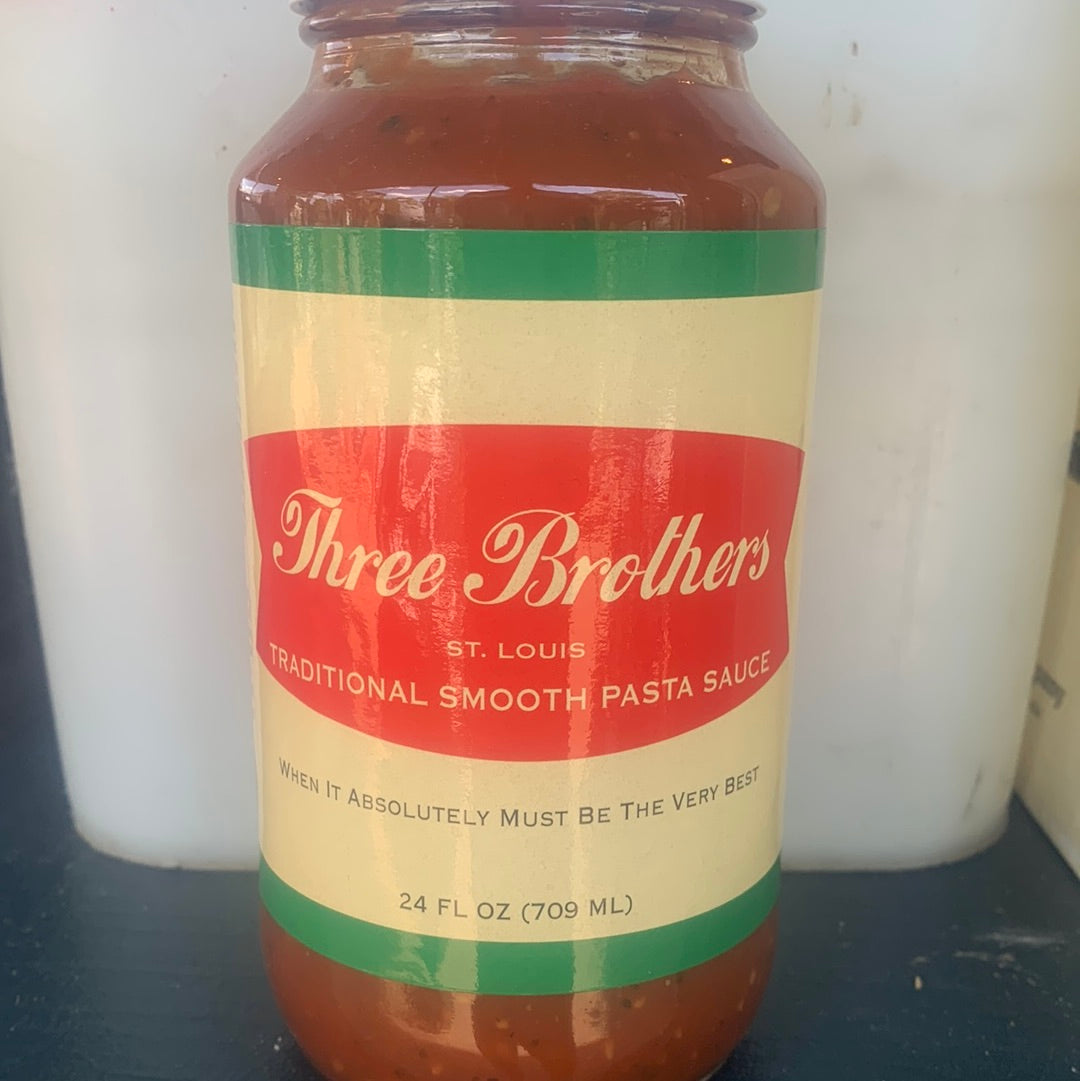 Three Brothers
ST. LOUIS
TRADITIONAL SMOOTH PASTA SAUCE
WHEN IT ABSOLUTELY MUST BE THE VERY BEST
24 FL OZ (709 ML)